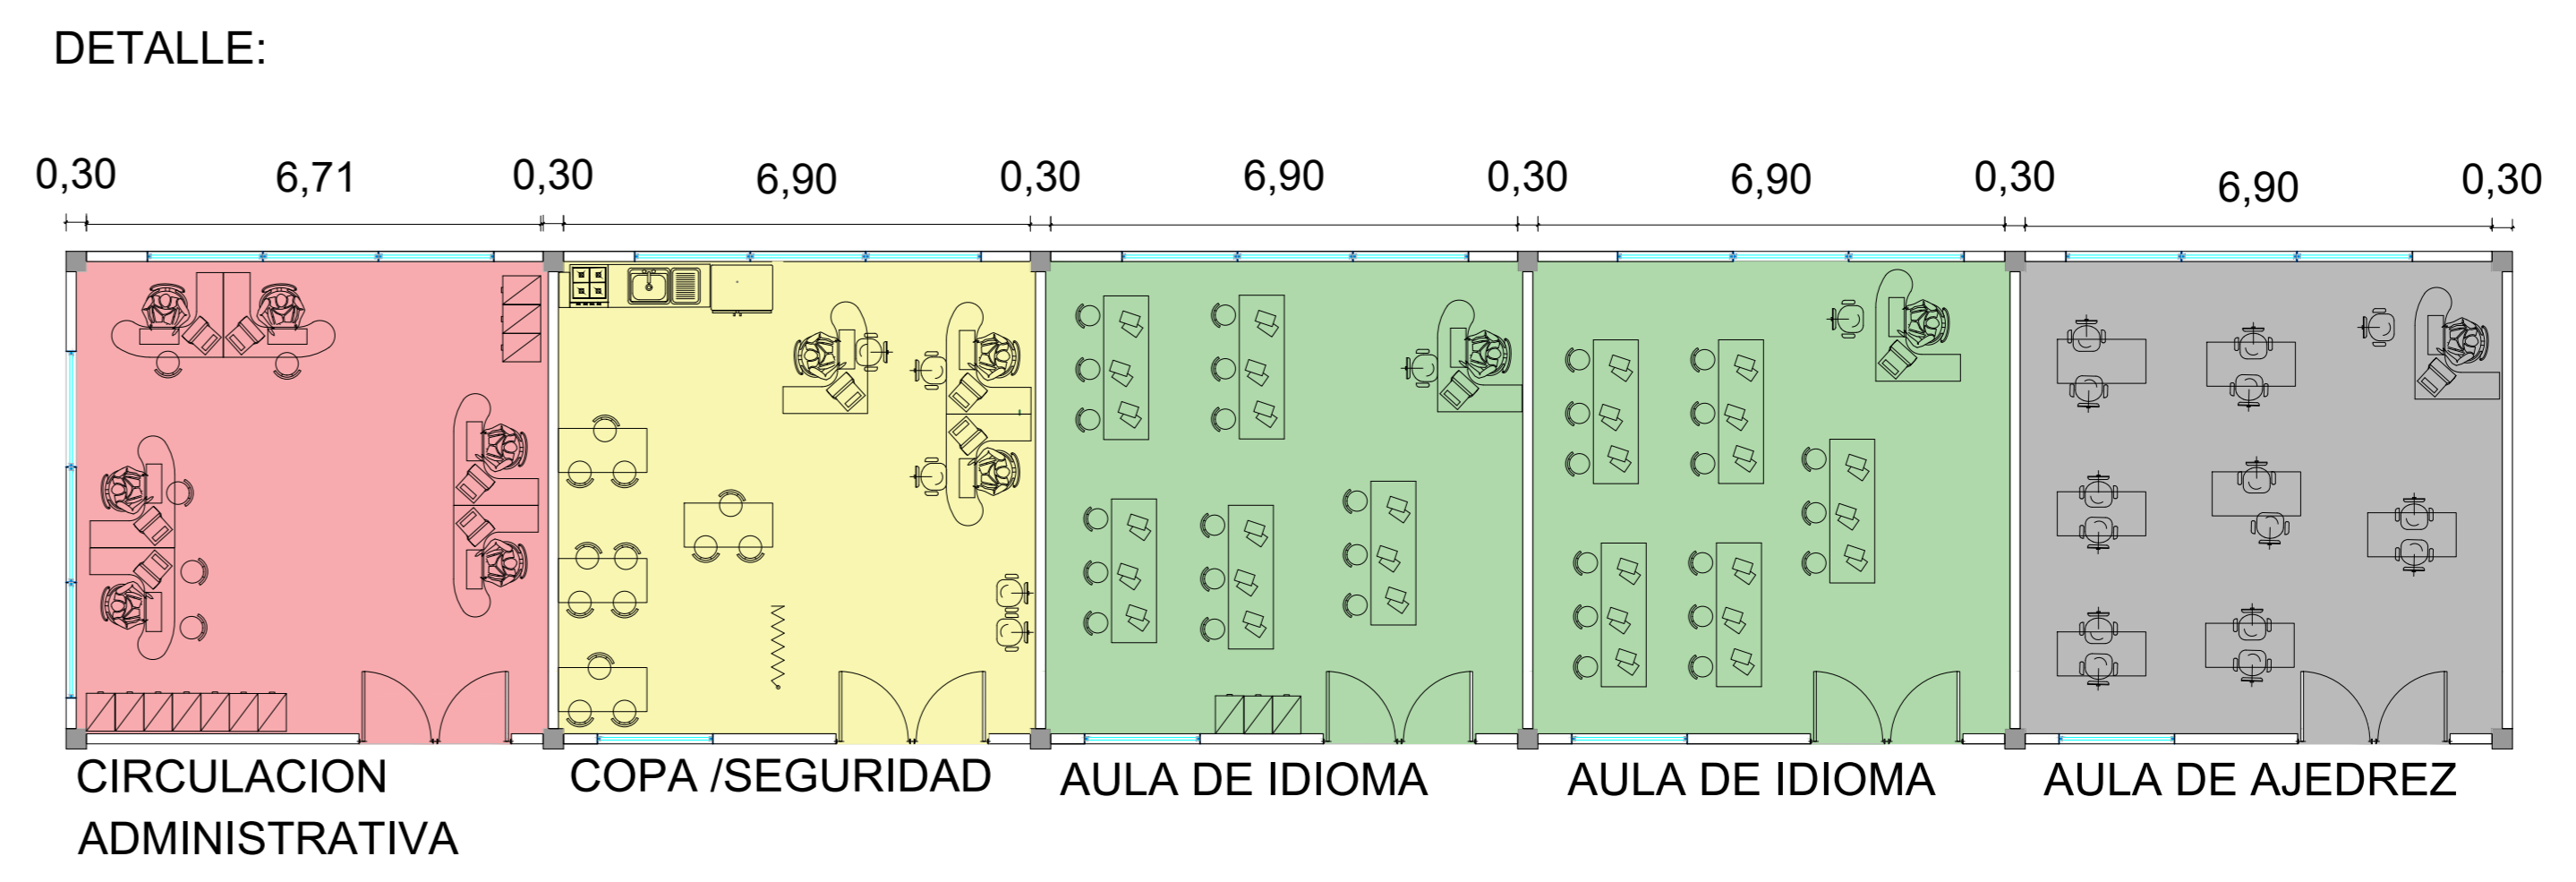 DETALLE:
0,30 6,71 0,30 6,90 0,30 6,90 0,30 6,90 0,30 6,90 0,30
CIRCULACION
ADMINISTRATIVA
COPA /SEGURIDAD
AULA DE IDIOMA
AULA DE IDIOMA
AULA DE AJEDREZ